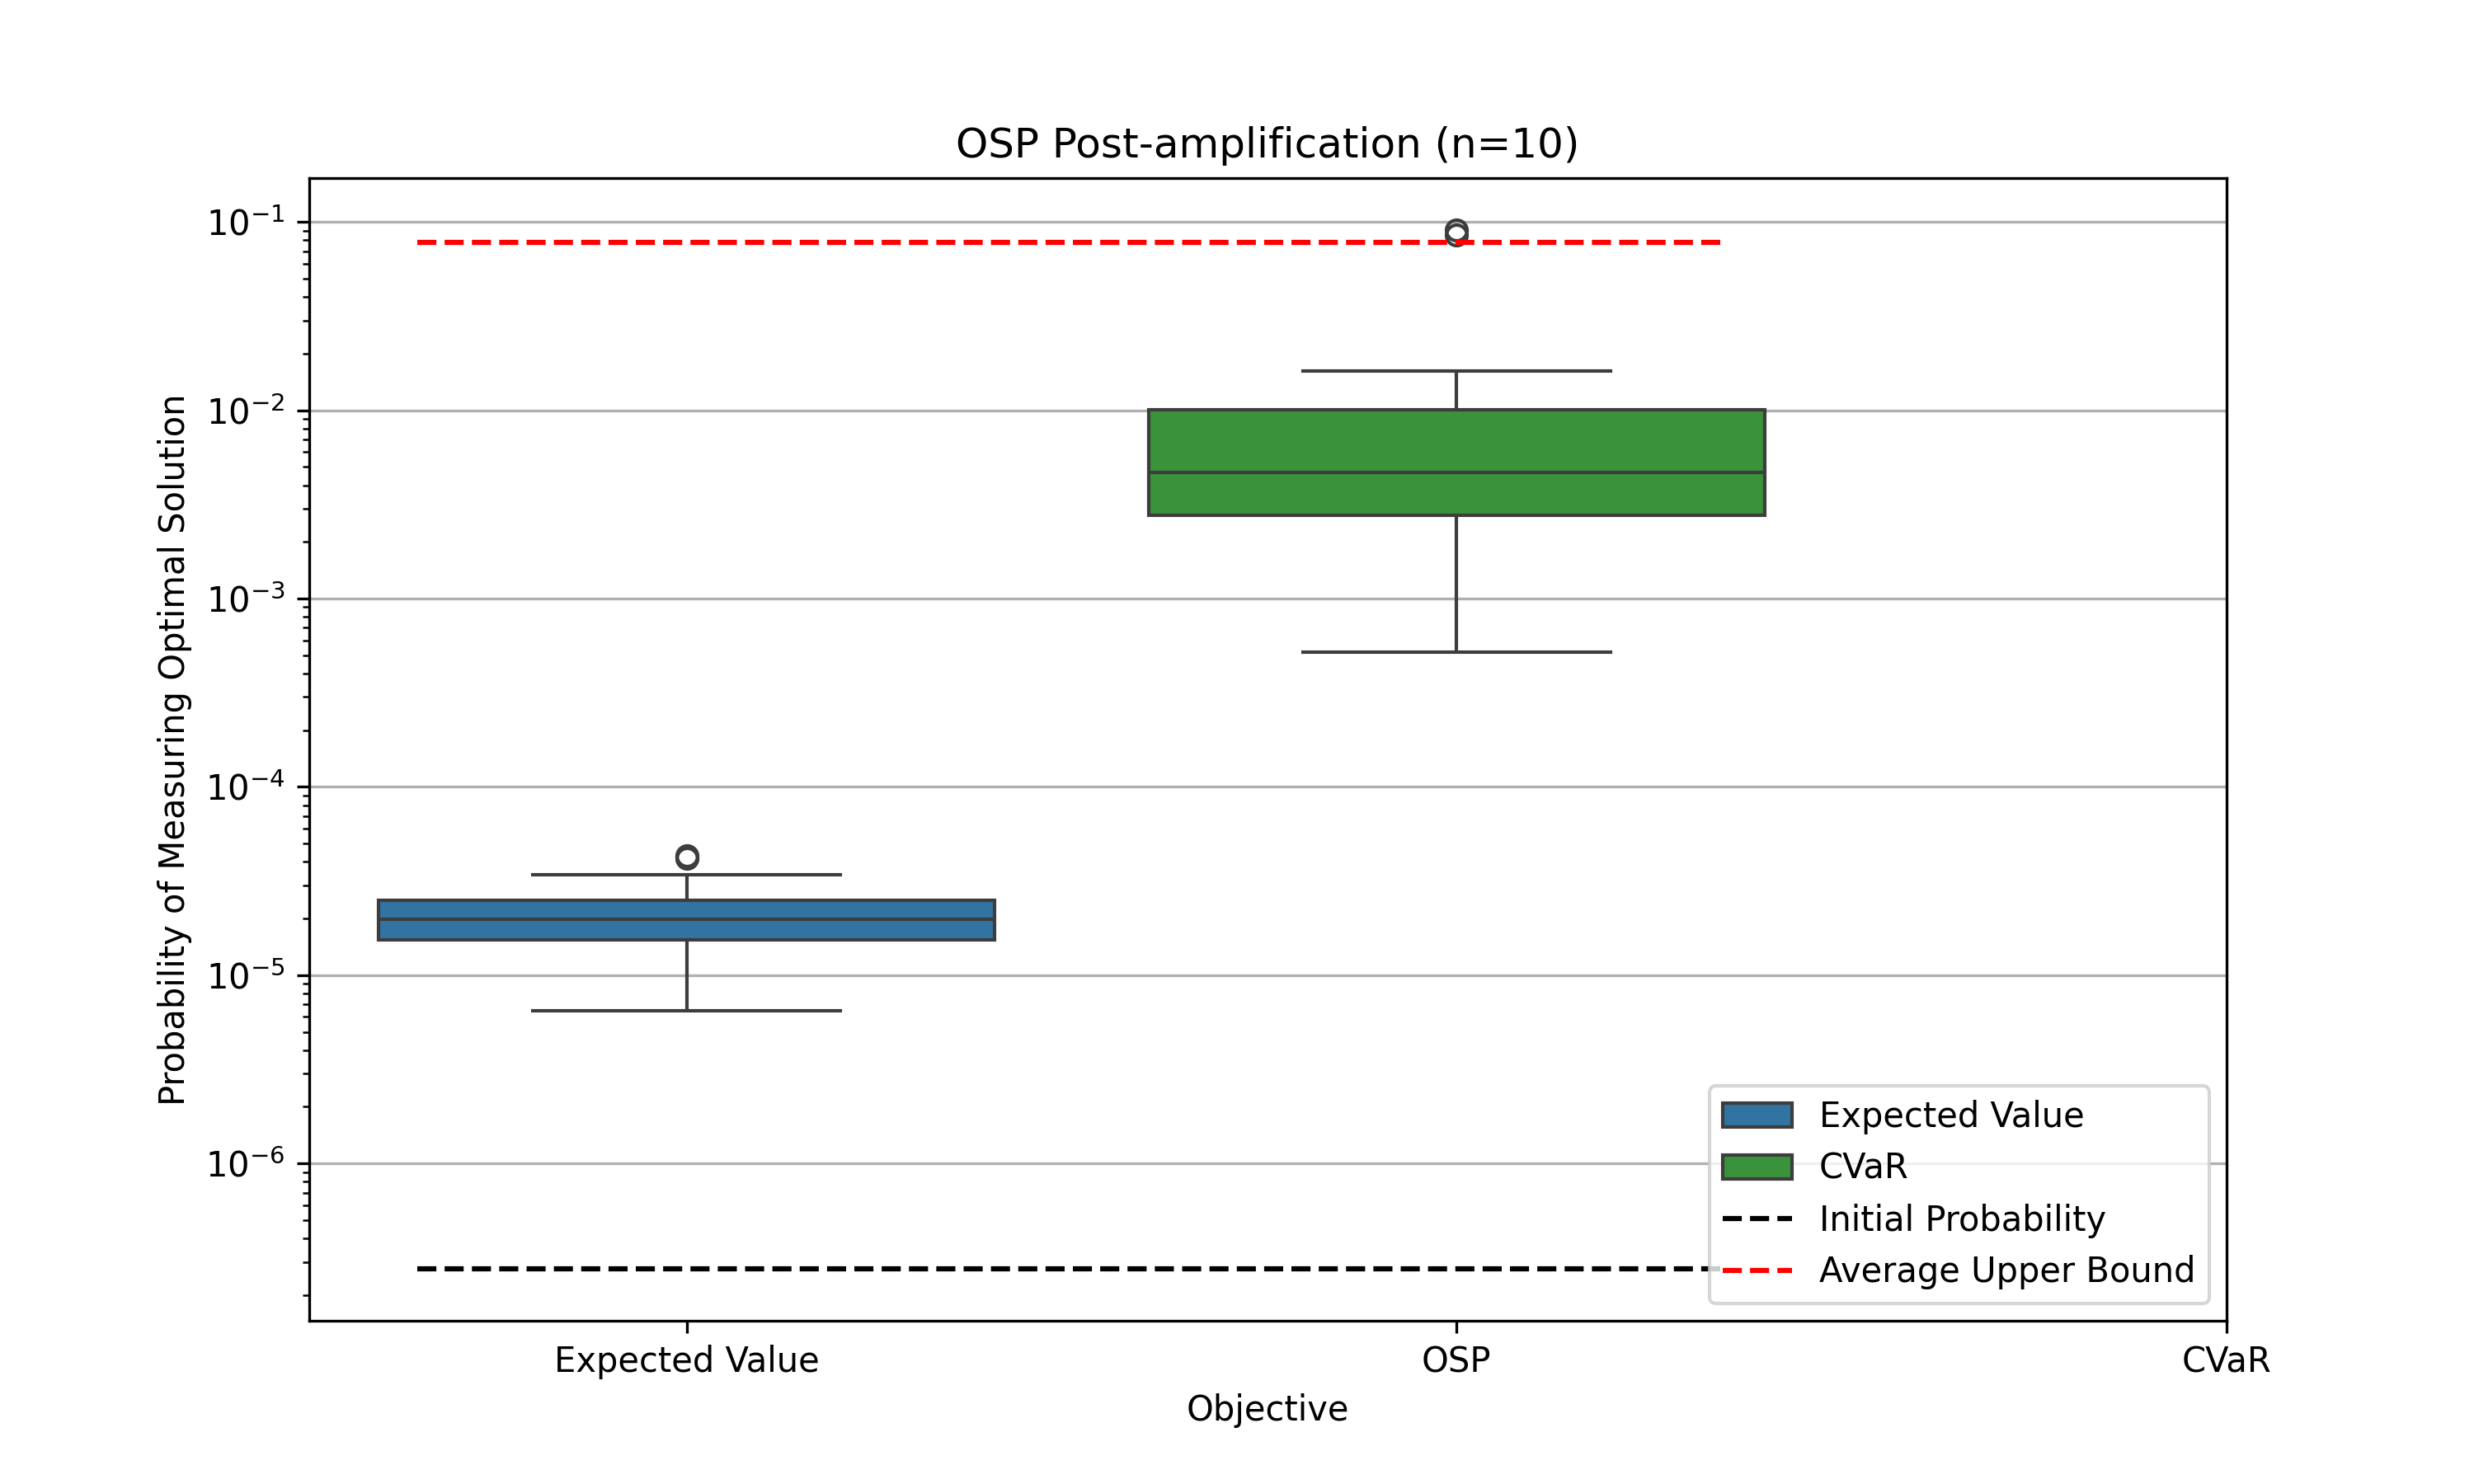 OSP Post-amplification (n=10)
Probability of Measuring Optimal Solution
10⁻¹
10⁻²
10⁻³
10⁻⁴
10⁻⁵
10⁻⁶
Expected Value
CVaR
Initial Probability
Average Upper Bound
Expected Value OSP CVaR
Objective